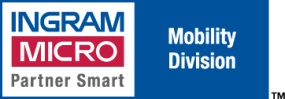 INGRAM
MICRO
Partner Smart
Mobility
Division
TM